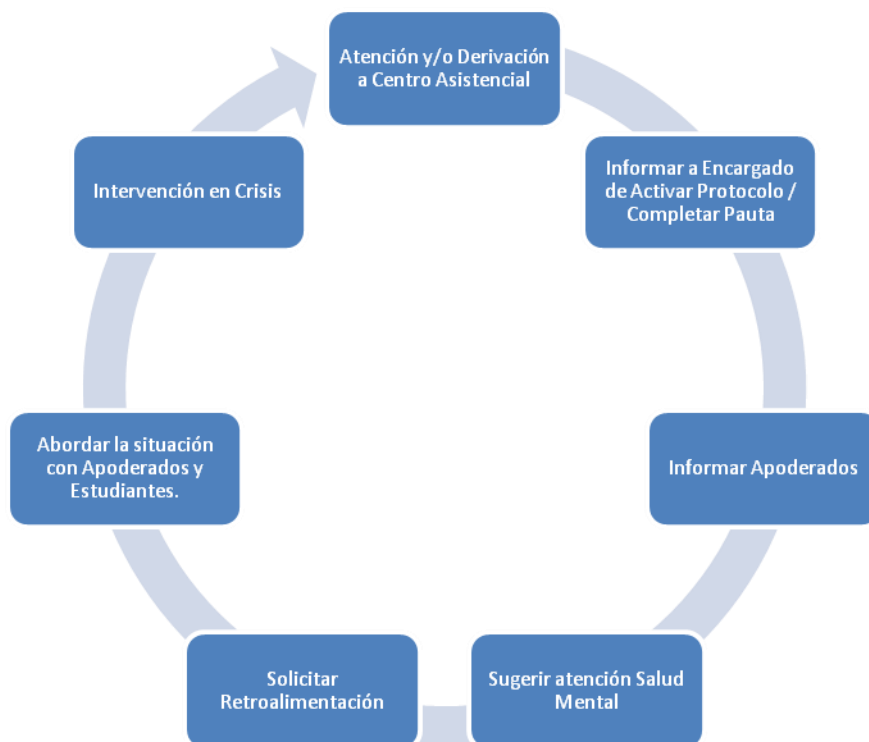 Atención y/o Derivación
a Centro Asistencial
Informar a Encargado
de Activar Protocolo /
Completar Pauta
Informar Apoderados
Sugerir atención Salud
Mental
Solicitar
Retroalimentación
Abordar la situación
con Apoderados y
Estudiantes.
Intervención en Crisis